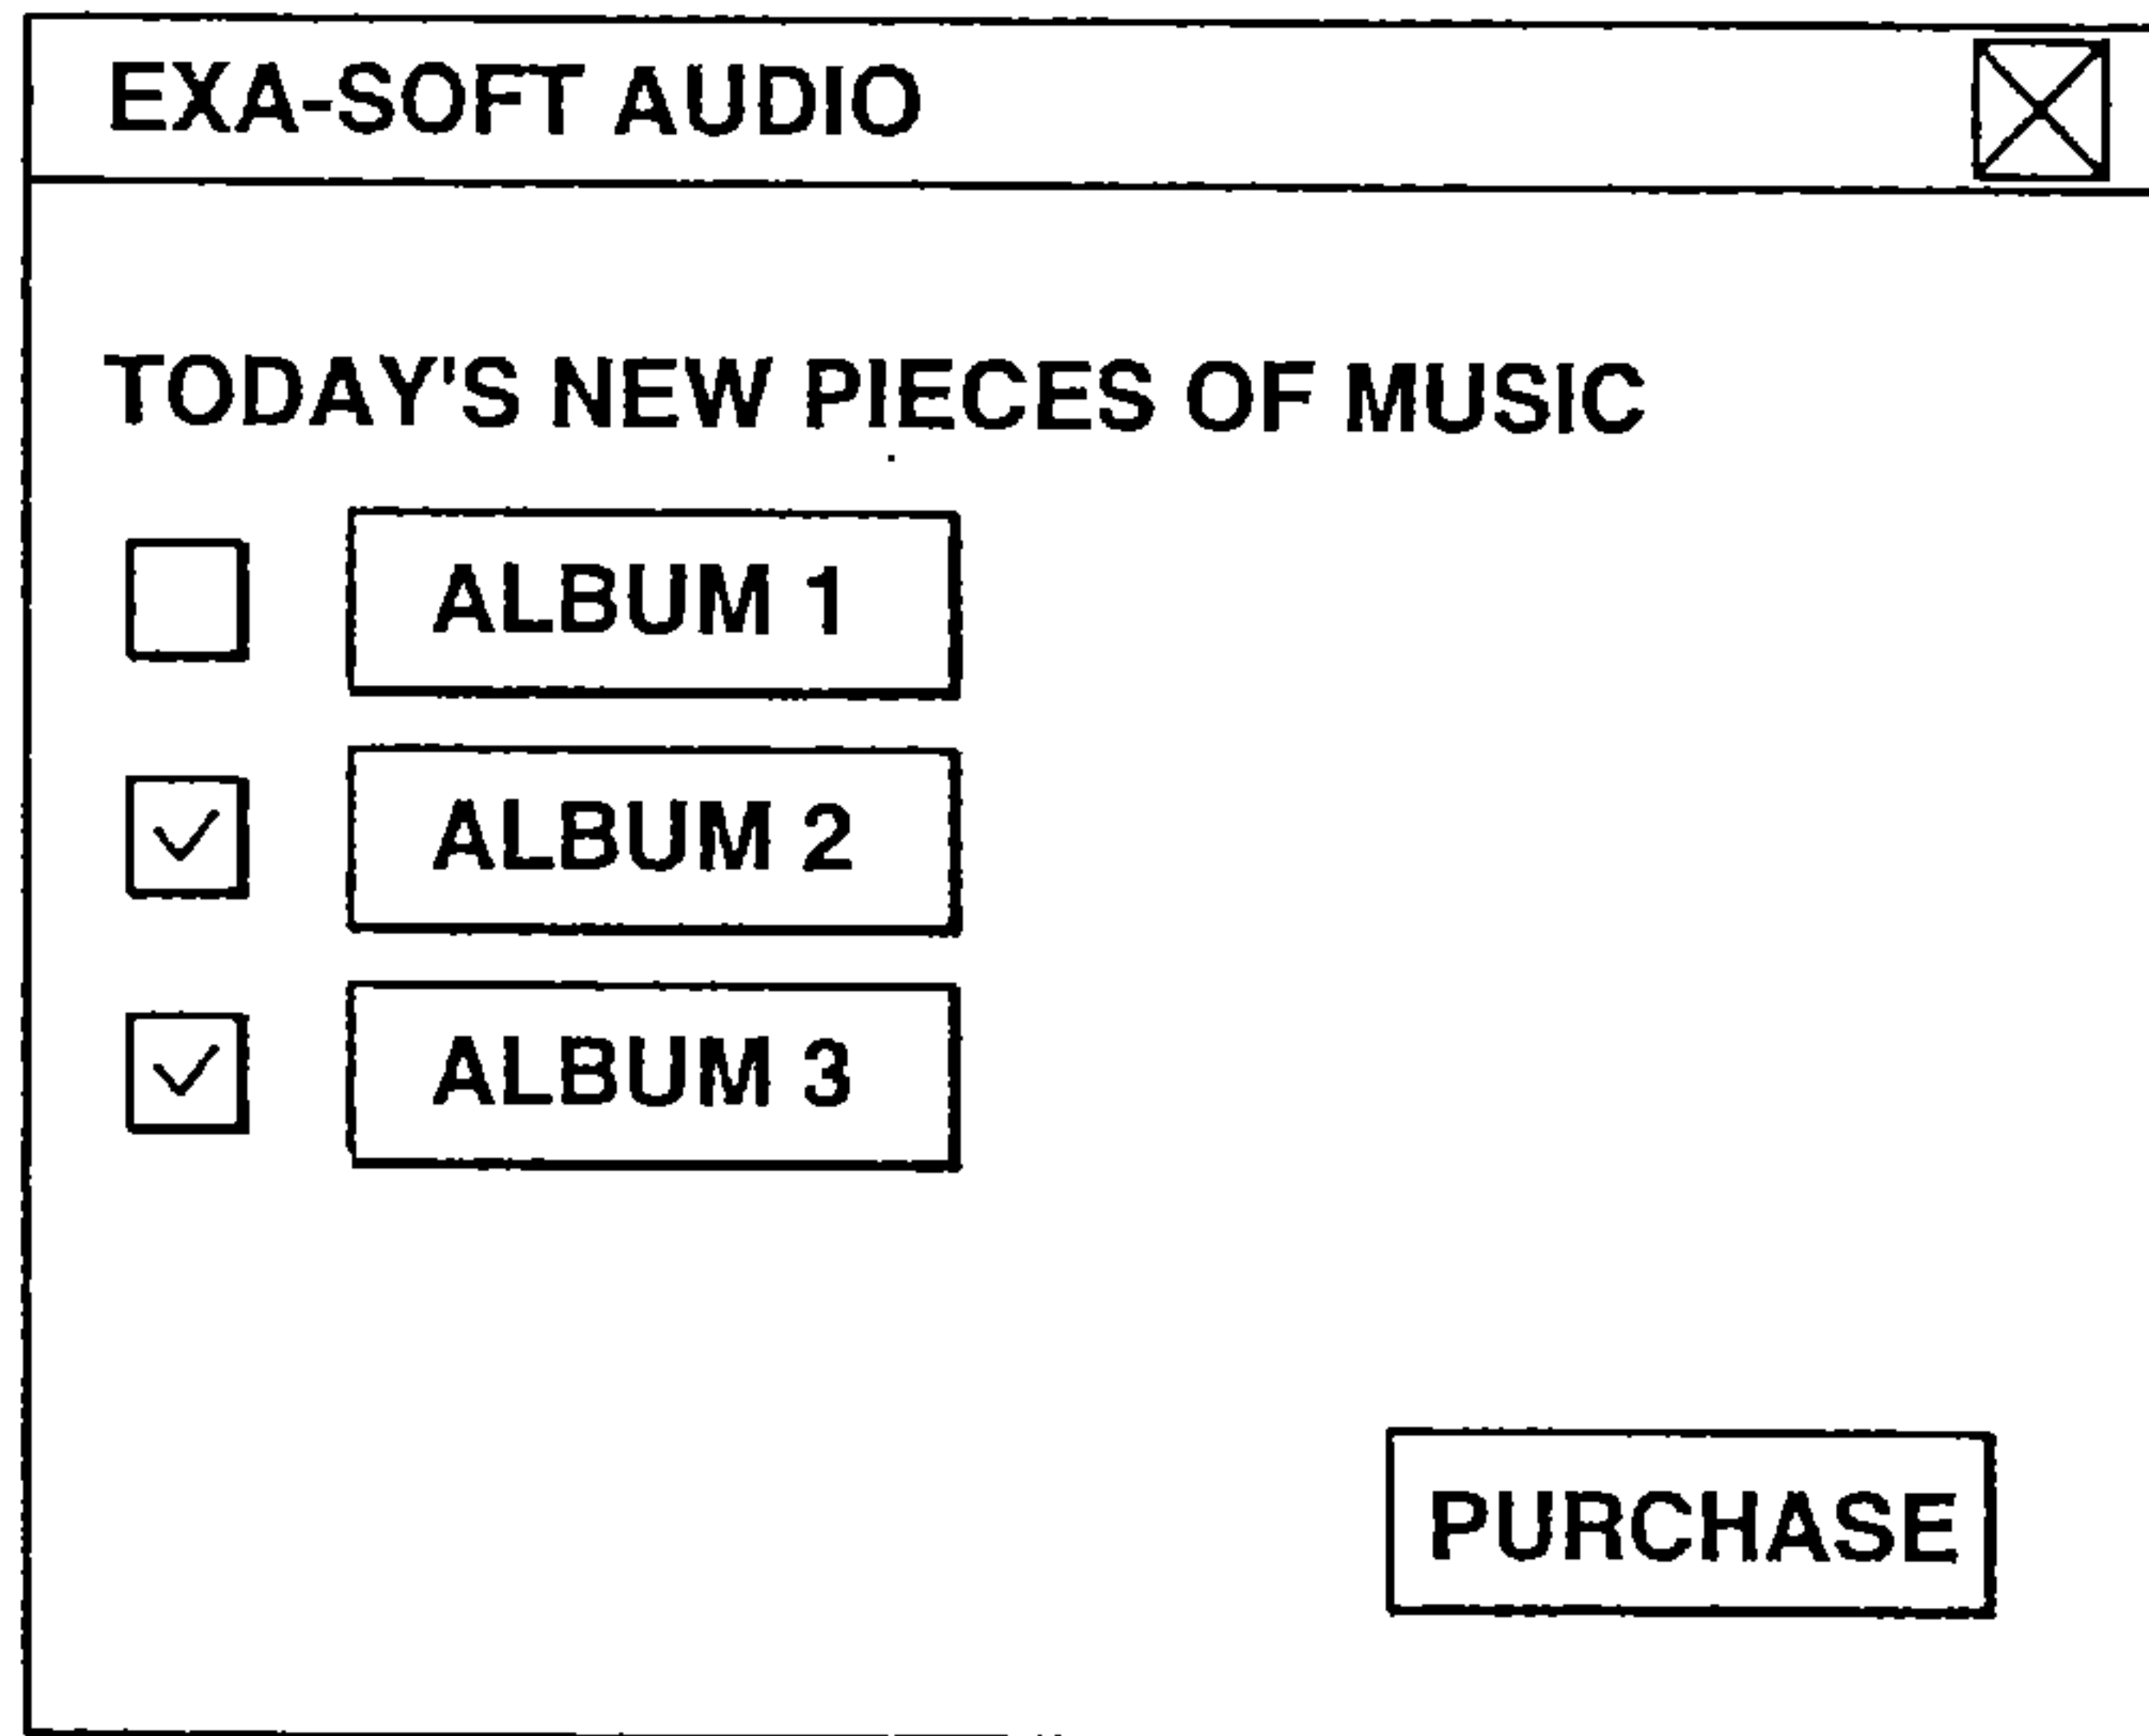 EXA-SOFT AUDIO
TODAY'S NEW PIECES OF MUSIC
ALBUM 1
ALBUM 2
ALBUM 3
PURCHASE